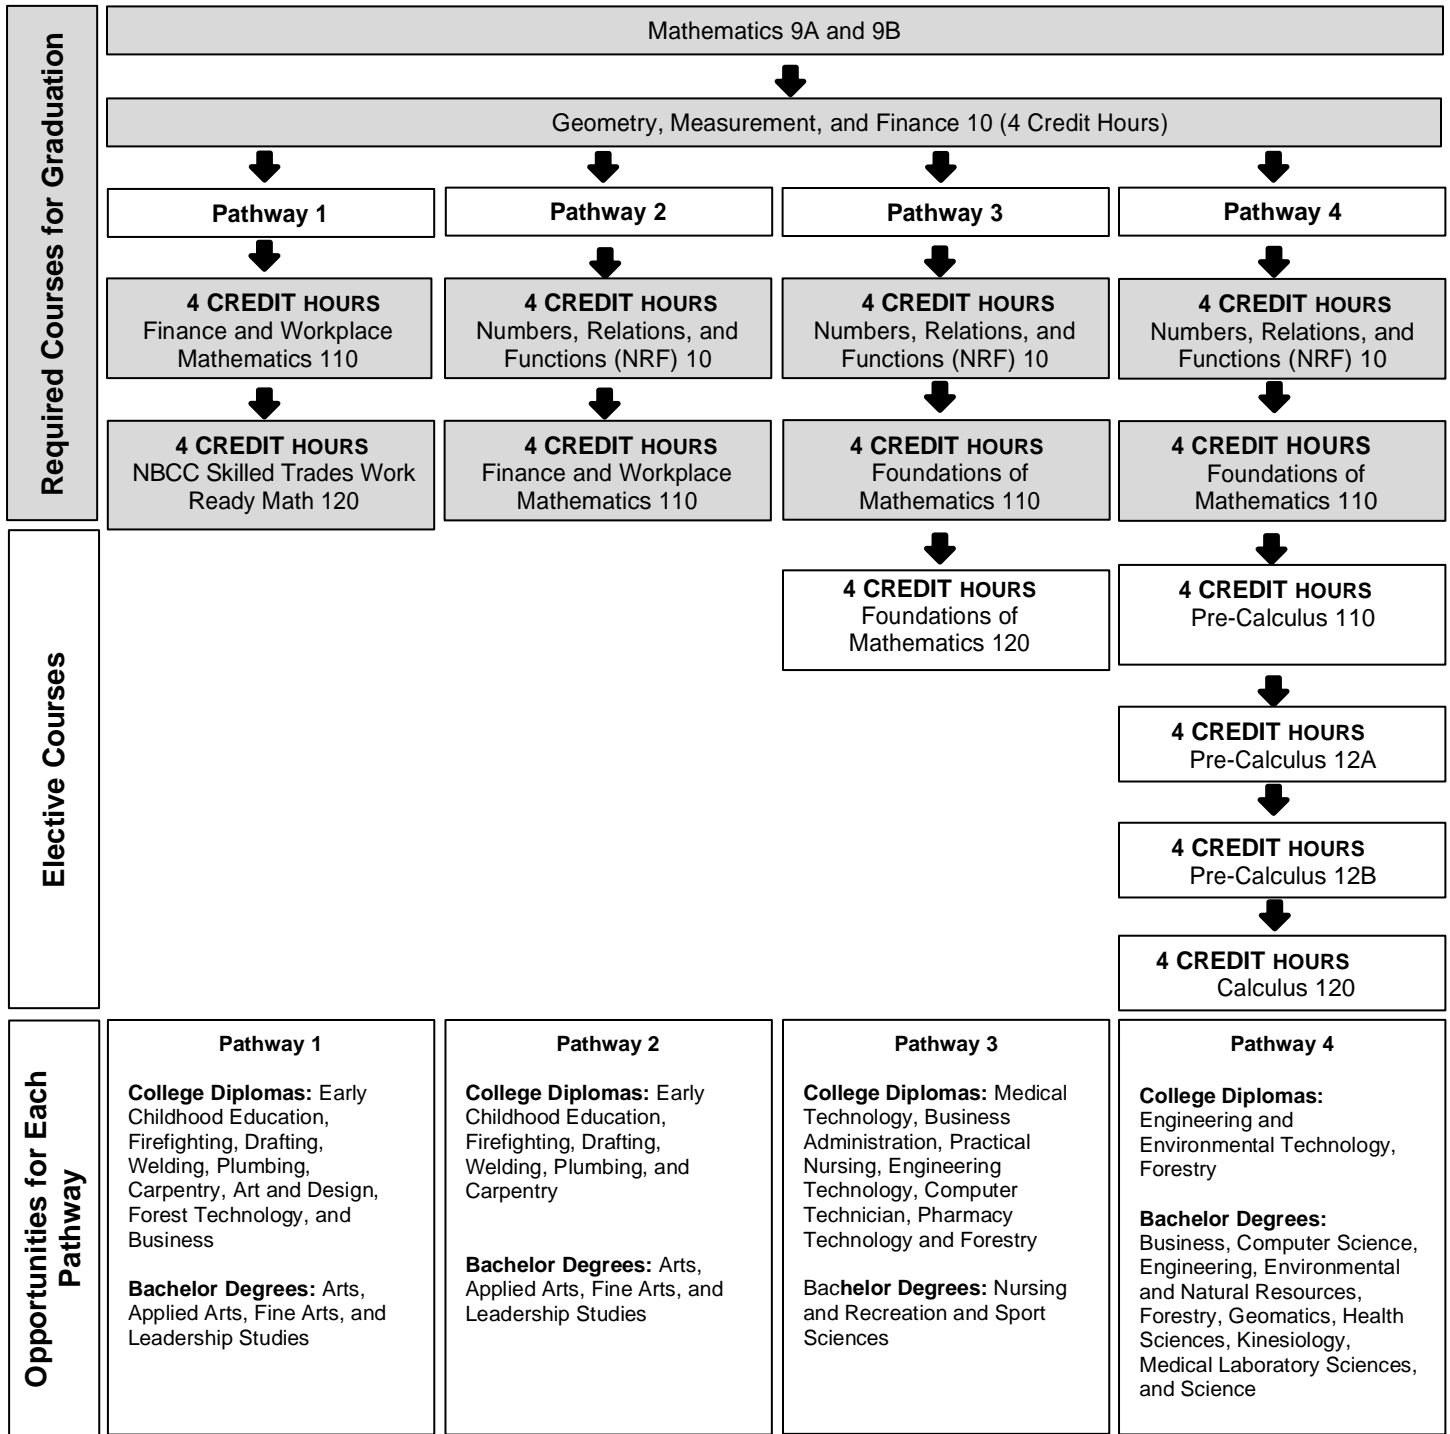 Required Courses for Graduation
Mathematics 9A and 9B
Geometry, Measurement, and Finance 10 (4 Credit Hours)
Pathway 1
Pathway 2
Pathway 3
Pathway 4
4 CREDIT HOURS
Finance and Workplace
Mathematics 110
4 CREDIT HOURS
Numbers, Relations, and
Functions (NRF) 10
4 CREDIT HOURS
Numbers, Relations, and
Functions (NRF) 10
4 CREDIT HOURS
Numbers, Relations, and
Functions (NRF) 10
4 CREDIT HOURS
NBCC Skilled Trades Work
Ready Math 120
4 CREDIT HOURS
Finance and Workplace
Mathematics 110
4 CREDIT HOURS
Foundations of
Mathematics 110
4 CREDIT HOURS
Foundations of
Mathematics 110
Elective Courses
4 CREDIT HOURS
Foundations of
Mathematics 120
4 CREDIT HOURS
Pre-Calculus 110
4 CREDIT HOURS
Pre-Calculus 12A
4 CREDIT HOURS
Pre-Calculus 12B
4 CREDIT HOURS
Calculus 120
Opportunities for Each
Pathway
Pathway 1
College Diplomas: Early
Childhood Education,
Firefighting, Drafting,
Welding, Plumbing,
Carpentry, Art and Design,
Forest Technology, and
Business
Bachelor Degrees: Arts,
Applied Arts, Fine Arts, and
Leadership Studies
Pathway 2
College Diplomas: Early
Childhood Education,
Firefighting, Drafting,
Welding, Plumbing, and
Carpentry
Bachelor Degrees: Arts,
Applied Arts, Fine Arts, and
Leadership Studies
Pathway 3
College Diplomas: Medical
Technology, Business
Administration, Practical
Nursing, Engineering
Technology, Computer
Technician, Pharmacy
Technology and Forestry
Bachelor Degrees: Nursing
and Recreation and Sport
Sciences
Pathway 4
College Diplomas:
Engineering and
Environmental Technology,
Forestry
Bachelor Degrees:
Business, Computer Science,
Engineering, Environmental
and Natural Resources,
Forestry, Geomatics, Health
Sciences, Kinesiology,
Medical Laboratory Sciences,
and Science